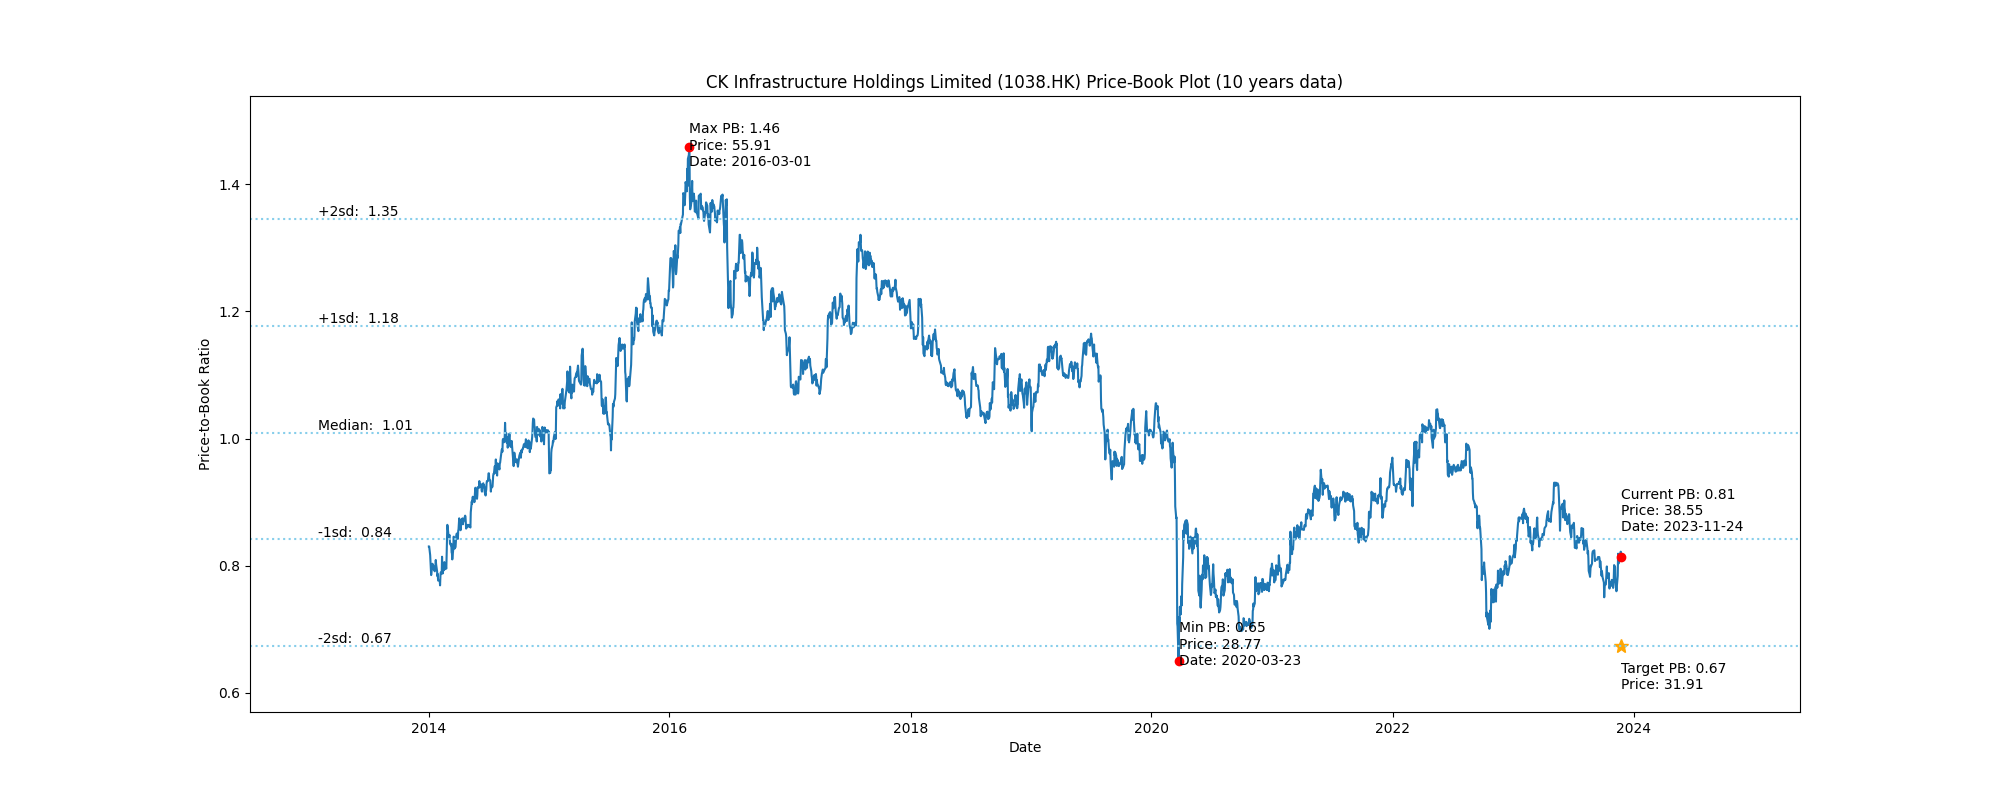 CK Infrastructure Holdings Limited (1038.HK) Price-Book Plot (10 years data)
Max PB: 1.46
Price: 55.91
Date: 2016-03-01
+2sd:  1.35
+1sd:  1.18
Median:  1.01
-1sd:  0.84
-2sd:  0.67
Current PB: 0.81
Price: 38.55
Date: 2023-11-24
Min PB: 0.65
Price: 28.77
Date: 2020-03-23
Target PB: 0.67
Price: 31.91
Price-to-Book Ratio
1.4
1.2
1.0
0.8
0.6
2014
2016
2018
2020
2022
2024
Date